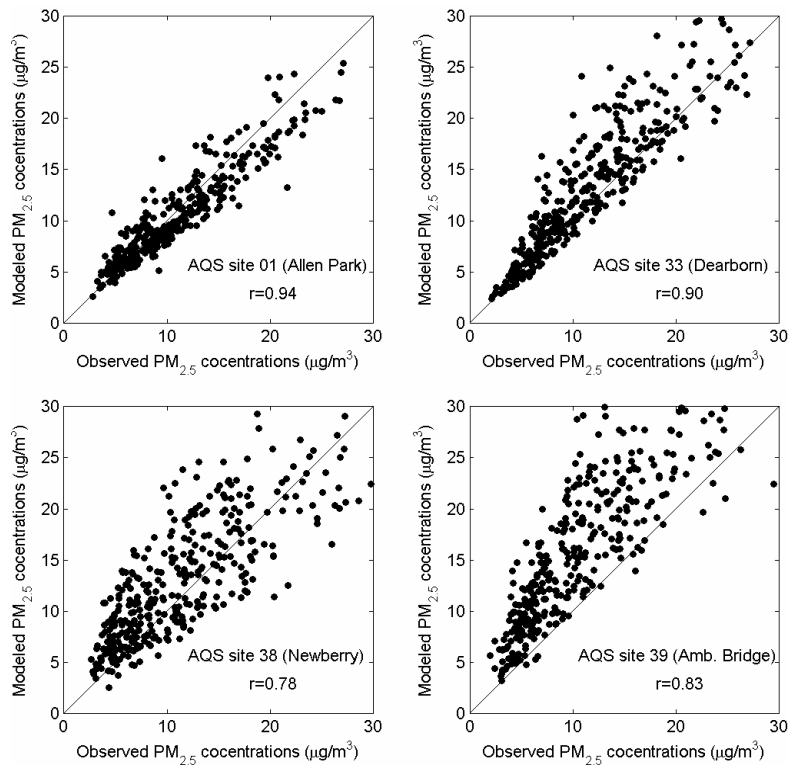 30
25
20
15
10
5
0
Modeled PM2.5 cocentrations (μg/m3)
AQS site 01 (Allen Park)
r=0.94
0 10 20 30
Observed PM2.5 cocentrations (μg/m3)
30
25
20
15
10
5
0
Modeled PM2.5 cocentrations (μg/m3)
AQS site 33 (Dearborn)
r=0.90
0 10 20 30
Observed PM2.5 cocentrations (μg/m3)
30
25
20
15
10
5
0
Modeled PM2.5 cocentrations (μg/m3)
AQS site 38 (Newberry)
r=0.78
0 10 20 30
Observed PM2.5 cocentrations (μg/m3)
30
25
20
15
10
5
0
Modeled PM2.5 cocentrations (μg/m3)
AQS site 39 (Amb. Bridge)
r=0.83
0 10 20 30
Observed PM2.5 cocentrations (μg/m3)